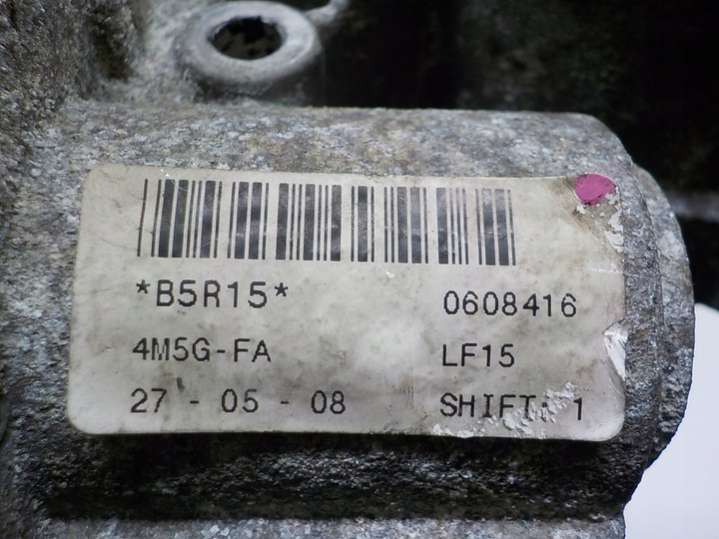 *B5R15* 0608416
4M5G-FA LF15
27 - 05 - 08 SHIFT: 1